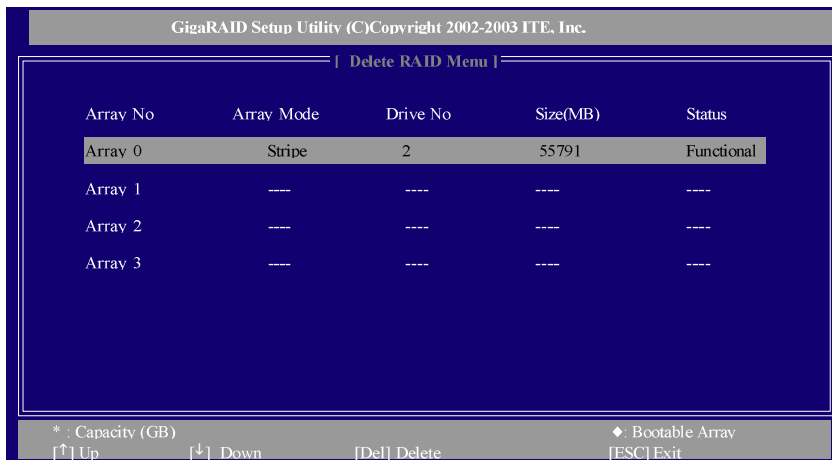 GigaRAID Setup Utility (C)Copyright 2002-2003 ITE, Inc.
[ Delete RAID Menu ]
Array No Array Mode Drive No Size(MB) Status
Array 0 Stripe 2 55791 Functional
Array 1 ---- ---- ---- ----
Array 2 ---- ---- ---- ----
Array 3 ---- ---- ---- ----
* : Capacity (GB) ◆: Bootable Array
[↑] Up [↓] Down [Del] Delete [ESC] Exit